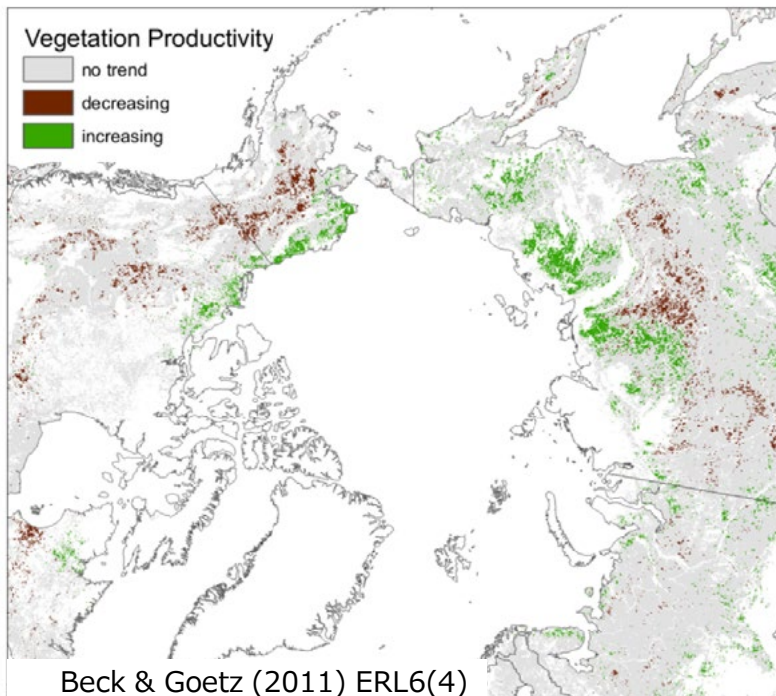 Vegetation Productivity
no trend
decreasing
increasing
Beck & Goetz (2011) ERL6(4)